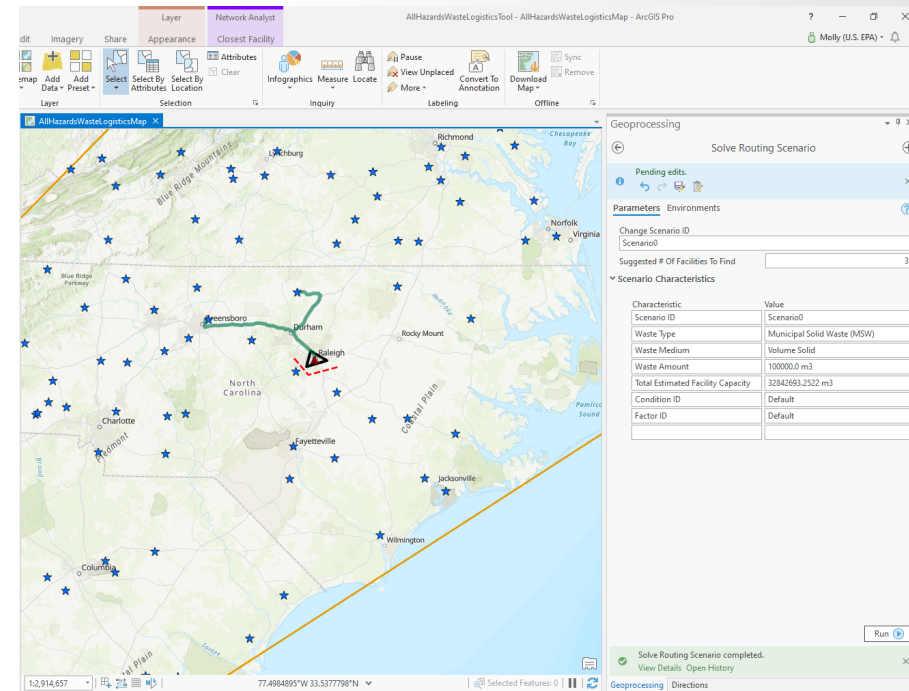 Layer Network Analyst AllHazardsWasteLogisticsTool - AllHazardsWasteLogisticsMap - ArcGIS Pro ?
dit Imagery Share Appearance Closest Facility Molly (U.S. EPA)
Attributes
Clear
Pause
View Unplaced
More
Sync
Remove
emap Add Data Add Preset Select Select By Attributes Select By Location Infographics Measure Locate Convert To Annotation Download Map
Layer Selection Inquiry Labeling Offline
AllHazardsWasteLogisticsMap
Richmond
Chesapeake
Bay
Lynchburg
Blue Ridge Mountains
Norfolk
Virginia
Blue Ridge
Parkway
Roanoke
Greensboro
Durham
Rocky Mount
Raleigh
North
Carolina
Coastal Plain
Pamlico
Sound
Charlotte
Piedmont
Fayetteville
Broad
Jacksonville
Wilmington
Columbia
Plain
1:2,914,657 77.4984895°W 33.5377798°N Selected Features: 0
Geoprocessing
Solve Routing Scenario
Pending edits.
Parameters Environments ?
Change Scenario ID
Scenario0
Suggested # Of Facilities To Find 3
Scenario Characteristics
Characteristic Value
Scenario ID Scenario0
Waste Type Municipal Solid Waste (MSW)
Waste Medium Volume Solid
Waste Amount 100000.0 m3
Total Estimated Facility Capacity 32842693.2522 m3
Condition ID Default
Factor ID Default
Run
Solve Routing Scenario completed.
View Details Open History
Geoprocessing Directions